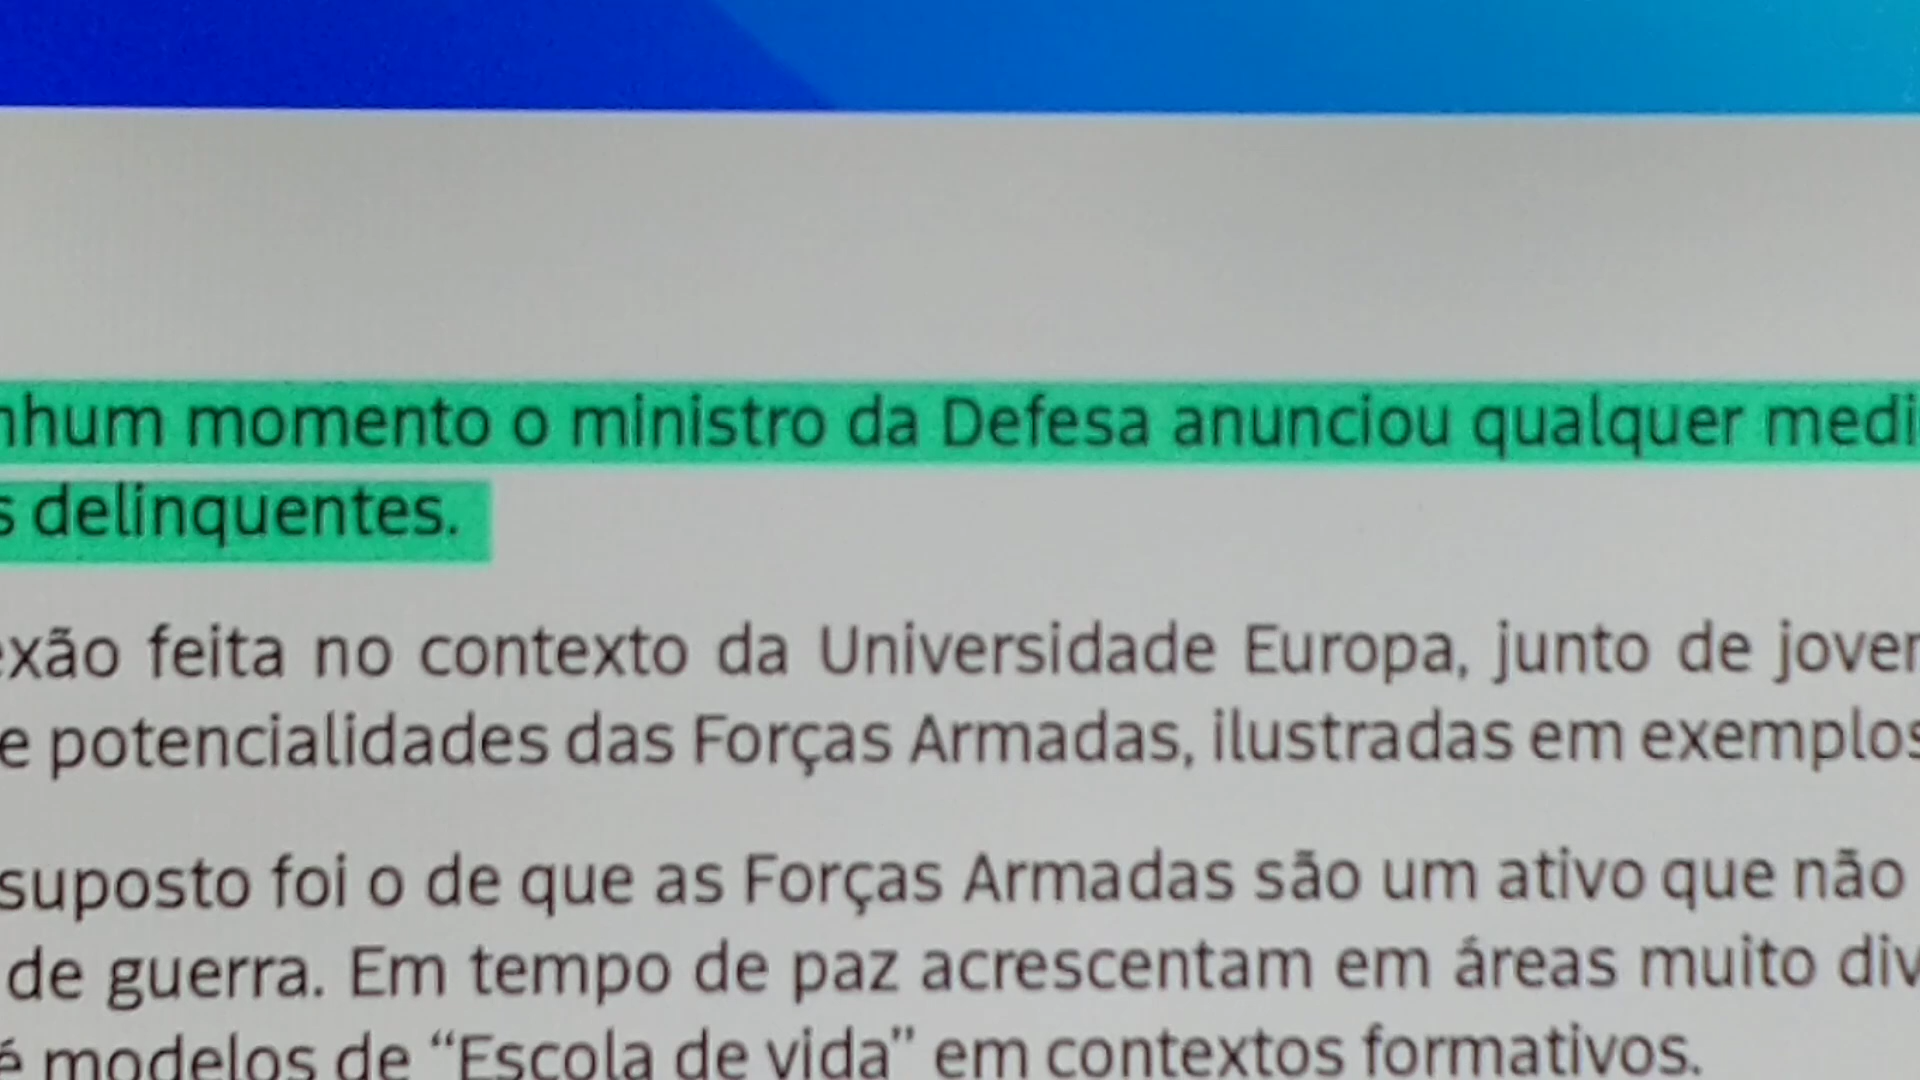 nhum momento o ministro da Defesa anunciou qualquer medi
s delinquentes.
exão feita no contexto da Universidade Europa, junto de joven
e potencialidades das Forças Armadas, ilustradas em exemplos
suposto foi o de que as Forças Armadas são um ativo que não
de guerra. Em tempo de paz acrescentam em áreas muito div
é modelos de “Escola de vida” em contextos formativos.